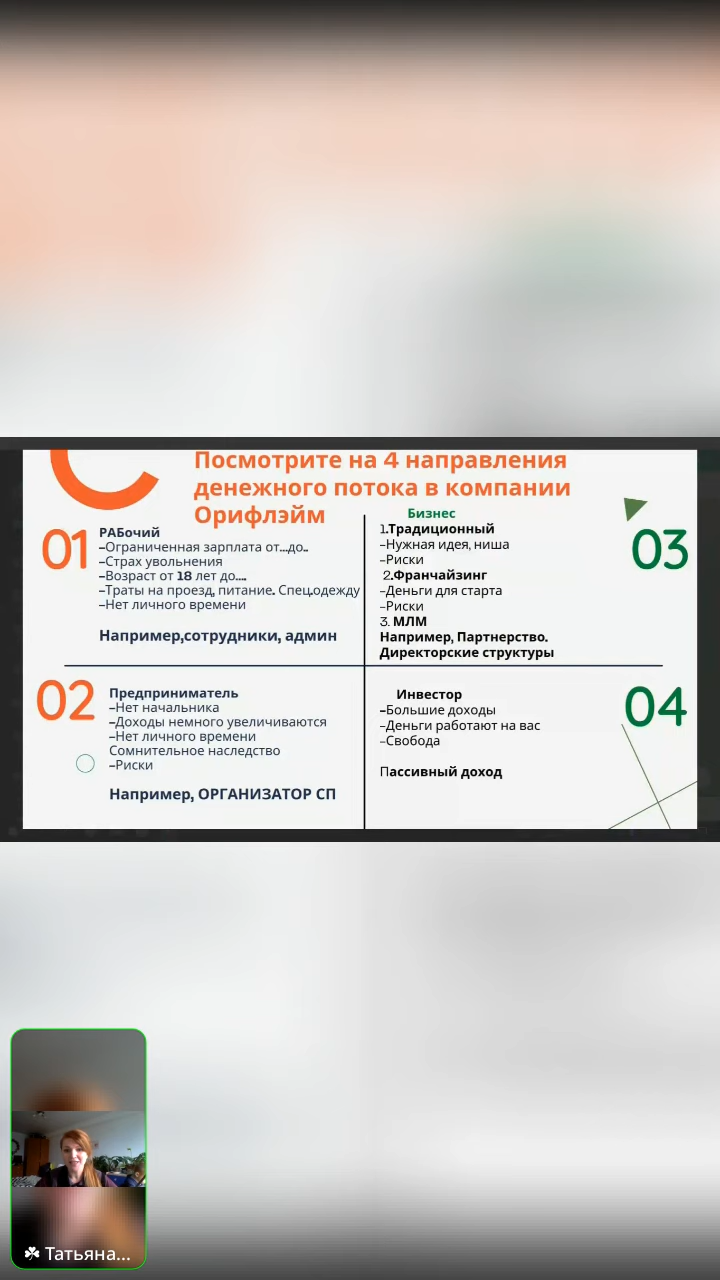 Посмотрите на 4 направления
денежного потока в компании
Орифлэйм
01
РАБочий
–Ограниченная зарплата от...до..
–Страх увольнения
–Возраст от 18 лет до....
–Траты на проезд, питание. Спец.одежду
–Нет личного времени
Например,сотрудники, админ
Бизнес
03
1.Традиционный
–Нужная идея, ниша
–Риски
2.Франчайзинг
–Деньги для старта
–Риски
3. МЛМ
Например, Партнерство.
Директорские структуры
02
Предприниматель
–Нет начальника
–Доходы немного увеличиваются
–Нет личного времени
Сомнительное наследство
–Риски
Например, ОРГАНИЗАТОР СП
Инвестор
04
–Большие доходы
–Деньги работают на вас
–Свобода
Пассивный доход
☘ Татьяна...